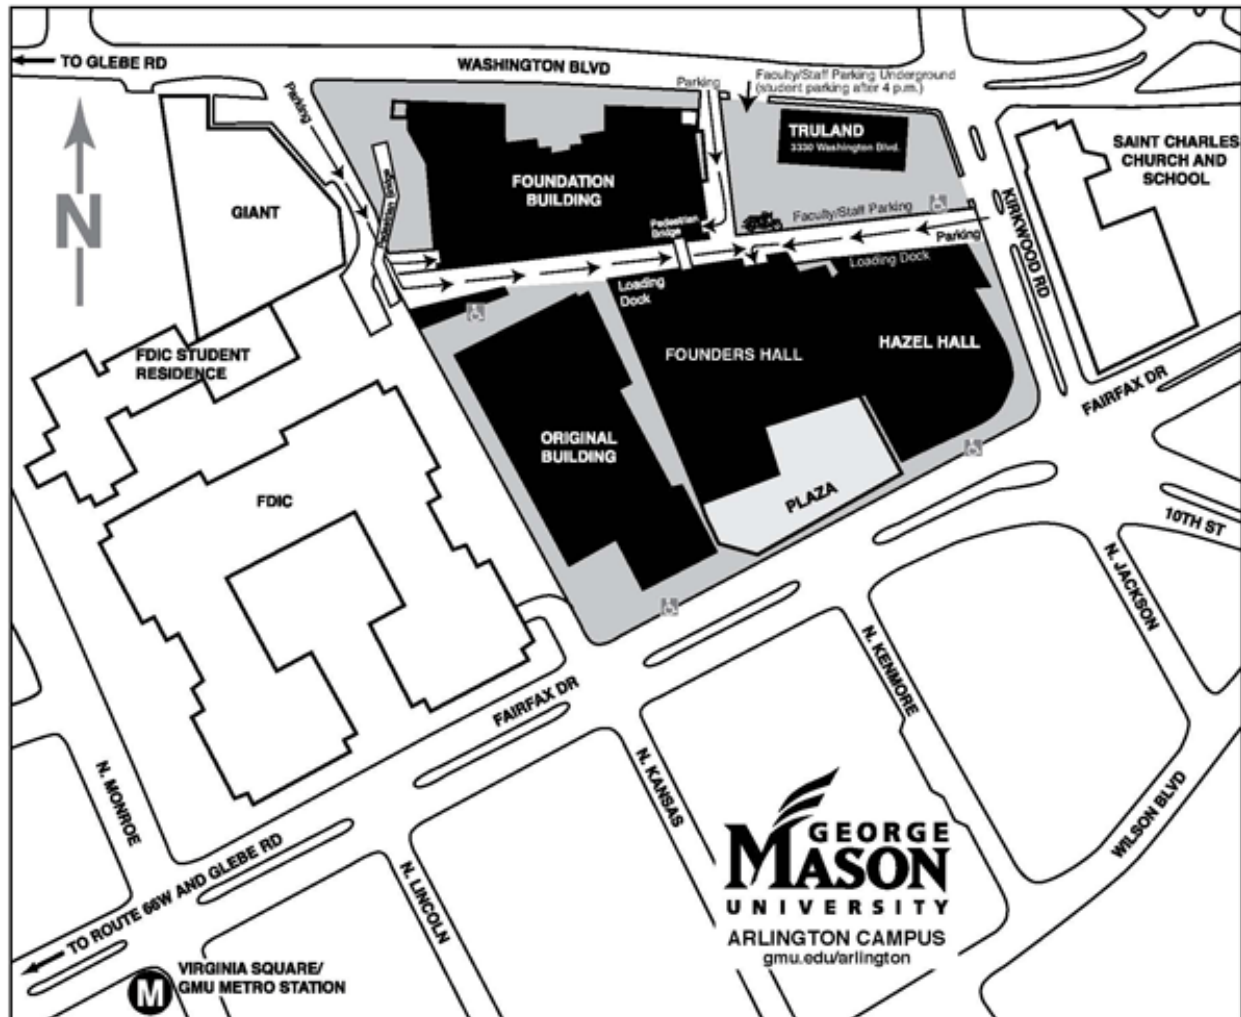 TO GLEBE RD
WASHINGTON BLVD
Parking
Parking
Faculty/Staff Parking Underground
(student parking after 4 p.m.)
TRULAND
3330 Washington Blvd.
SAINT CHARLES
CHURCH AND
SCHOOL
N
GIANT
Pedestrian Bridge
FOUNDATION
BUILDING
Pedestrian
Bridge
Faculty/Staff Parking
Parking
KIRKWOOD RD
Loading Dock
Loading
Dock
FDIC STUDENT
RESIDENCE
FOUNDERS HALL
HAZEL HALL
FAIRFAX DR
ORIGINAL
BUILDING
FDIC
PLAZA
10TH ST
N. JACKSON
N. KENMORE
FAIRFAX DR
N. MONROE
N. KANSAS
WILSON BLVD
TO ROUTE 66W AND GLEBE RD
N. LINCOLN
GEORGE
MASON
UNIVERSITY
ARLINGTON CAMPUS
gmu.edu/arlington
M
VIRGINIA SQUARE/
GMU METRO STATION